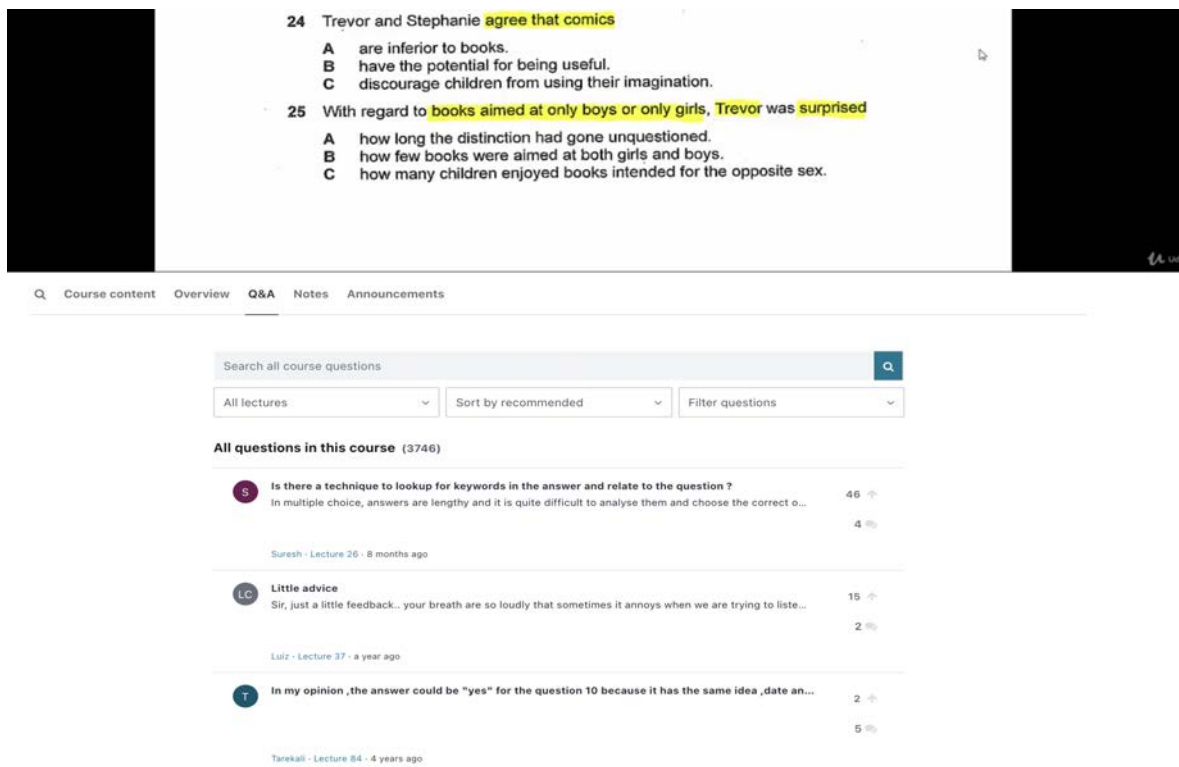 24 Trevor and Stephanie agree that comics
A are inferior to books.
B have the potential for being useful.
C discourage children from using their imagination.
25 With regard to books aimed at only boys or only girls, Trevor was surprised
A how long the distinction had gone unquestioned.
B how few books were aimed at both girls and boys.
C how many children enjoyed books intended for the opposite sex.
Course content Overview Q&A Notes Announcements
Search all course questions
All lectures Sort by recommended Filter questions
All questions in this course (3746)
S Is there a technique to lookup for keywords in the answer and relate to the question ?
46
In multiple choice, answers are lengthy and it is quite difficult to analyse them and choose the correct o...
4
Suresh · Lecture 26 · 8 months ago
LC Little advice
15
Sir, just a little feedback.. your breath are so loudly that sometimes it annoys when we are trying to liste...
2
Luiz · Lecture 37 · a year ago
T In my opinion ,the answer could be "yes" for the question 10 because it has the same idea ,date an...
2
5
Tarekali · Lecture 84 · 4 years ago